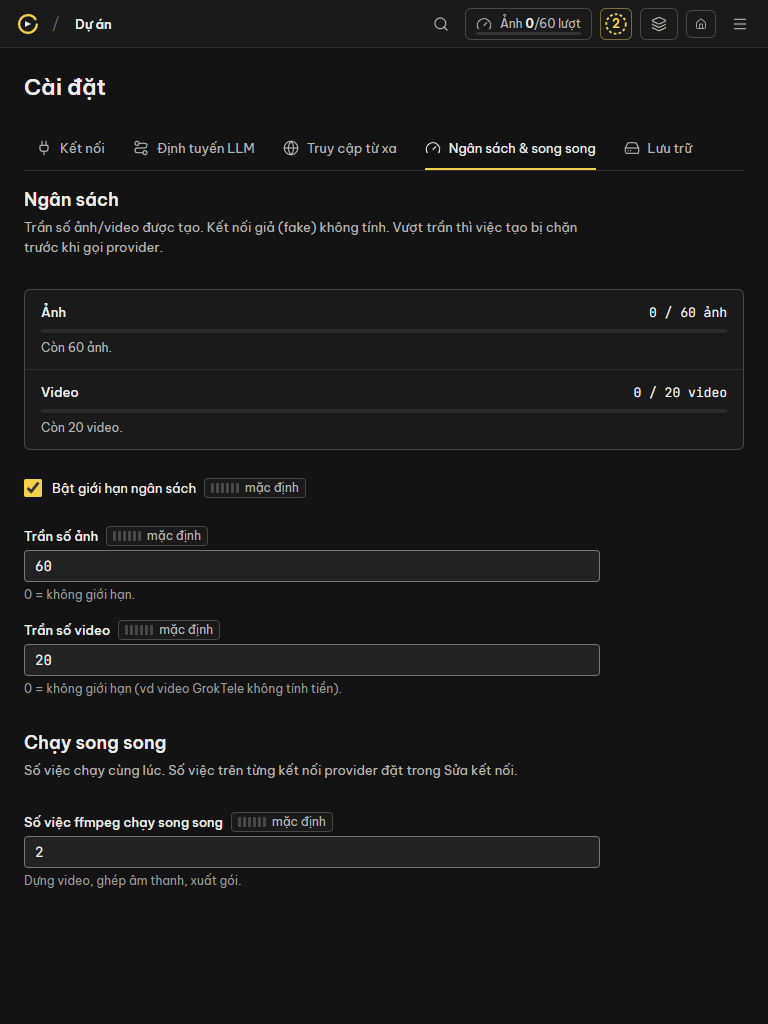 / Dự án
Ảnh 0/60 lượt
2
Cài đặt
Kết nối
Định tuyến LLM
Truy cập từ xa
Ngân sách & song song
Lưu trữ
Ngân sách
Trần số ảnh/video được tạo. Kết nối giả (fake) không tính. Vượt trần thì việc tạo bị chặn
trước khi gọi provider.
Ảnh
0 / 60 ảnh
Còn 60 ảnh.
Video
0 / 20 video
Còn 20 video.
Bật giới hạn ngân sách mặc định
Trần số ảnh mặc định
60
0 = không giới hạn.
Trần số video mặc định
20
0 = không giới hạn (vd video GrokTele không tính tiền).
Chạy song song
Số việc chạy cùng lúc. Số việc trên từng kết nối provider đặt trong Sửa kết nối.
Số việc ffmpeg chạy song song mặc định
2
Dựng video, ghép âm thanh, xuất gói.